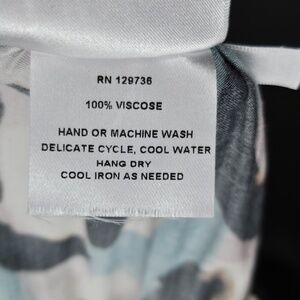 RN 129736
100% VISCOSE
HAND OR MACHINE WASH
DELICATE CYCLE, COOL WATER
HANG DRY
COOL IRON AS NEEDED